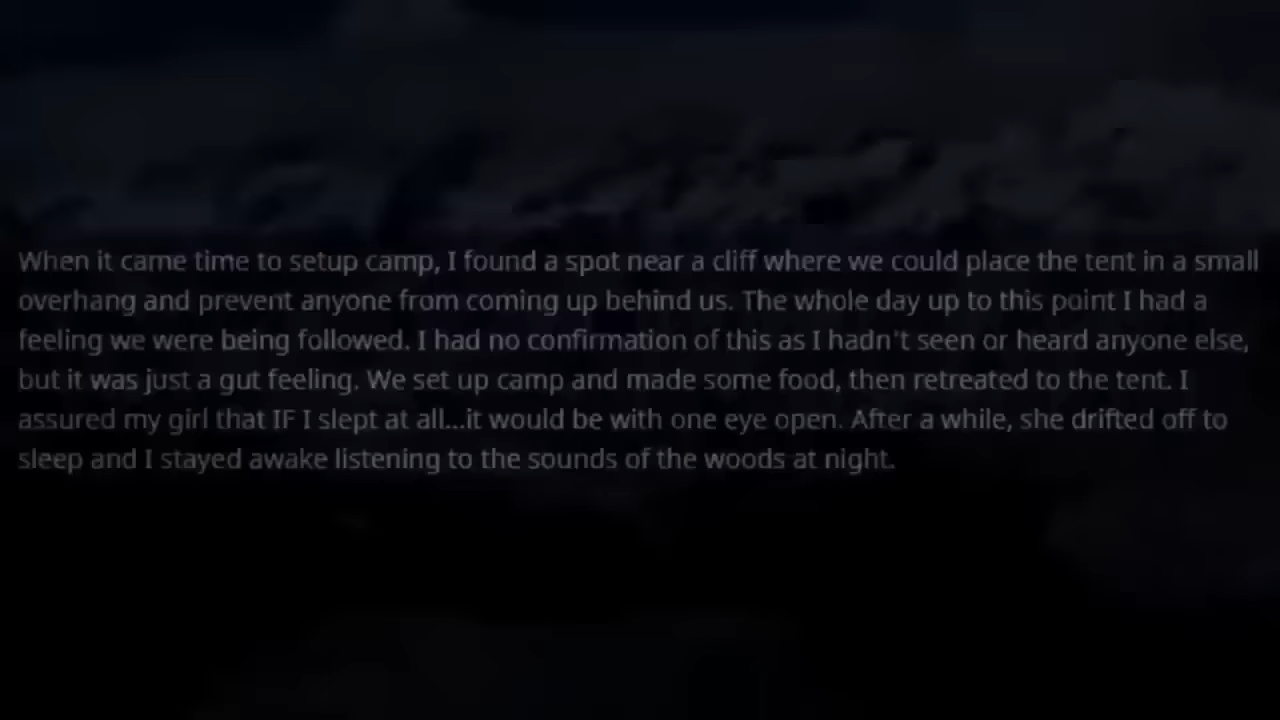 When it came time to setup camp, I found a spot near a cliff where we could place the tent in a small
overhang and prevent anyone from coming up behind us. The whole day up to this point I had a
feeling we were being followed. I had no confirmation of this as I hadn't seen or heard anyone else,
but it was just a gut feeling. We set up camp and made some food, then retreated to the tent. I
assured my girl that IF I slept at all...it would be with one eye open. After a while, she drifted off to
sleep and I stayed awake listening to the sounds of the woods at night.